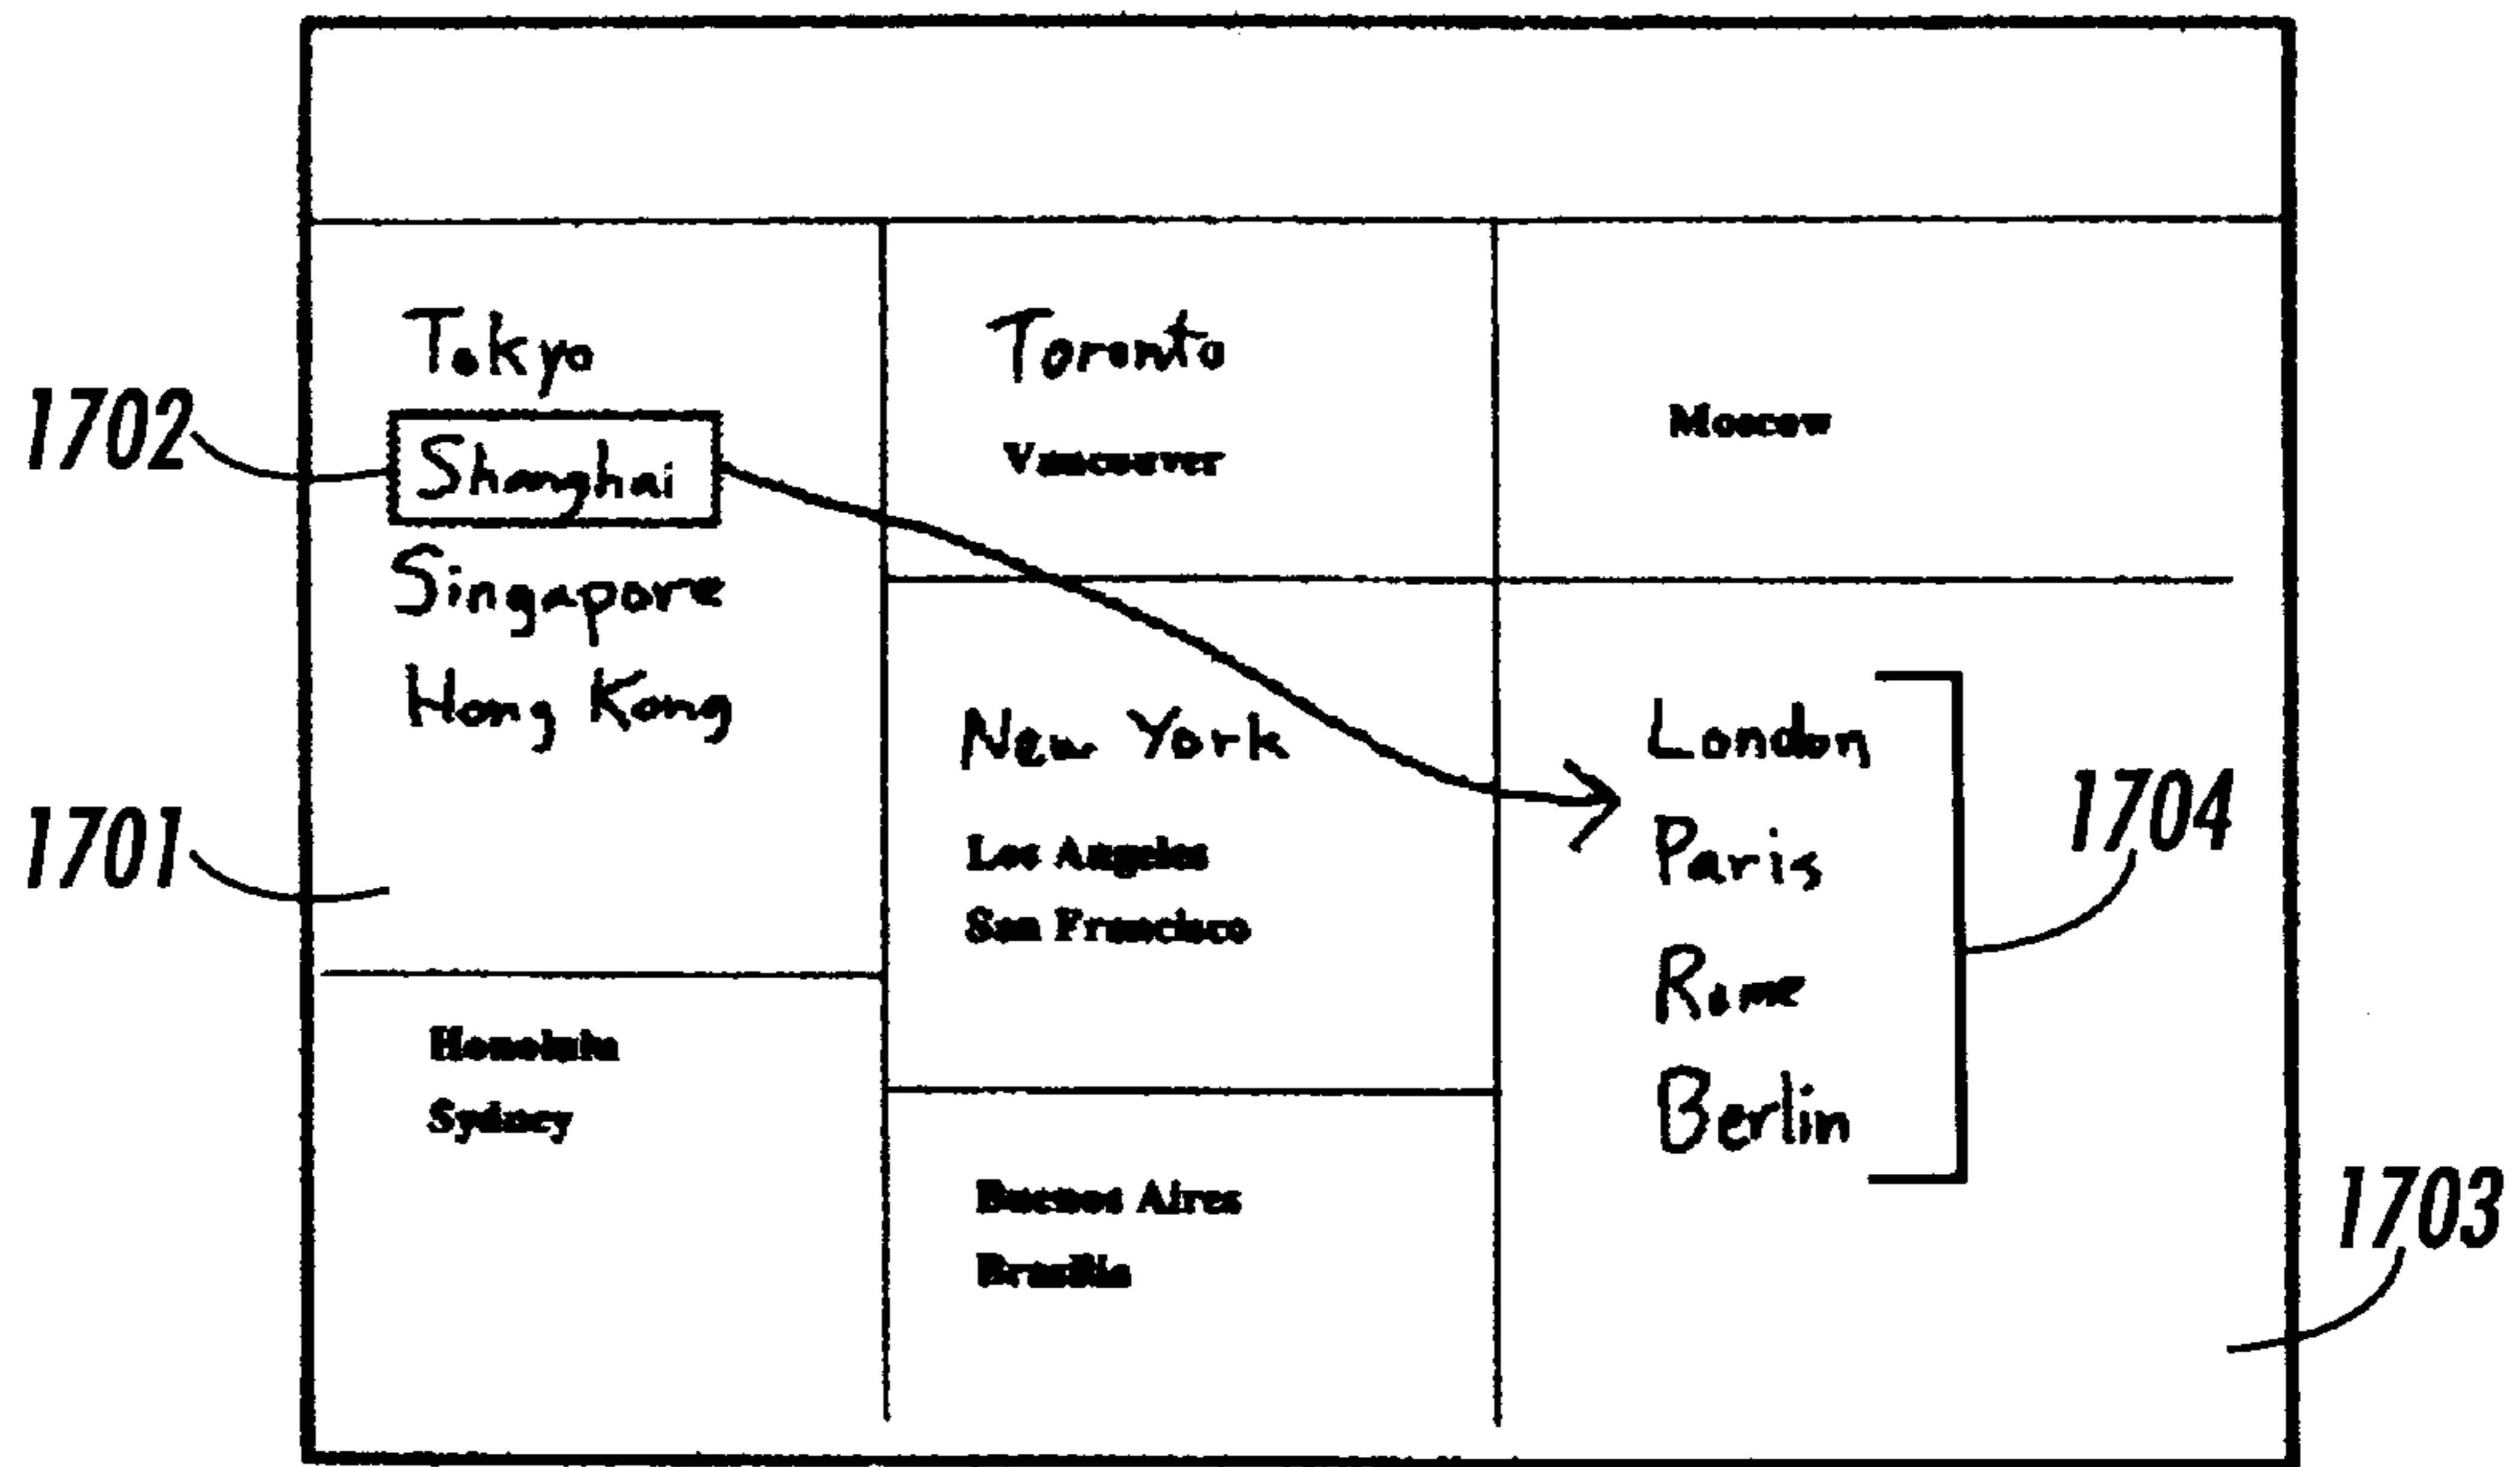 Tokyo
1702
Shanghai
Singapore
Hong Kong
1701
Honolulu
Sydney
Toronto
Vancouver
New York
Los Angeles
San Francisco
Buenos Aires
Brasilia
Moscow
London
Paris
Rome
Berlin
1704
1703